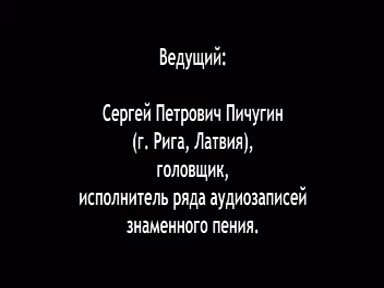 Ведущий:
Сергей Петрович Пичугин
(г. Рига, Латвия),
головщик,
исполнитель ряда аудиозаписей
знаменного пения.